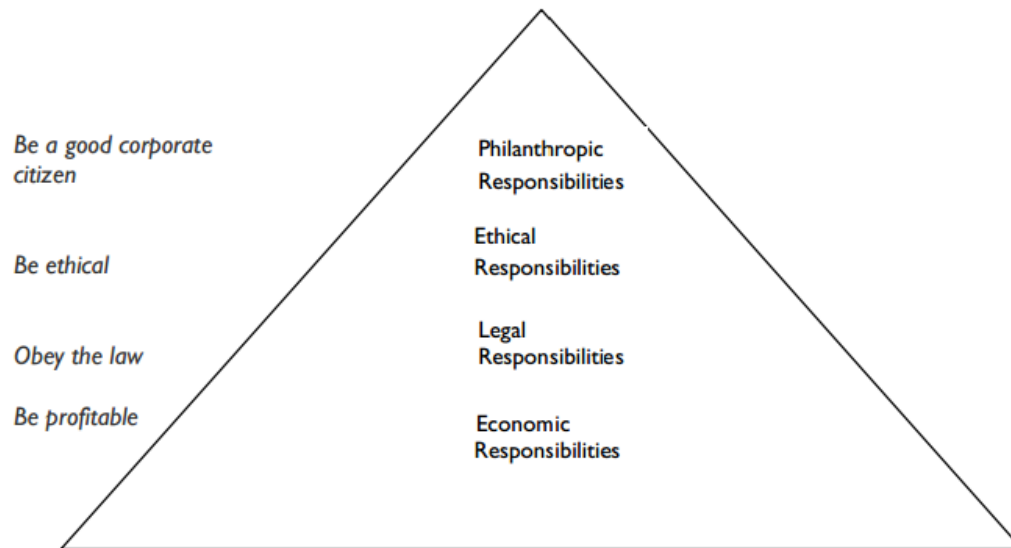 Be a good corporate
citizen
Philanthropic
Responsibilities
Be ethical
Ethical
Responsibilities
Obey the law
Legal
Responsibilities
Be profitable
Economic
Responsibilities